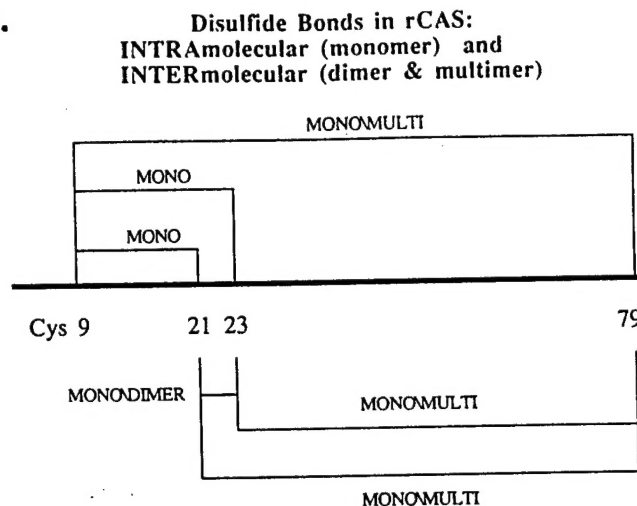 Disulfide Bonds in rCAS:
INTRAmolecular (monomer) and
INTERmolecular (dimer & multimer)
MONO\MULTI
MONO
MONO
Cys 9 21 23 79
MONO\DIMER
MONO\MULTI
MONO\MULTI